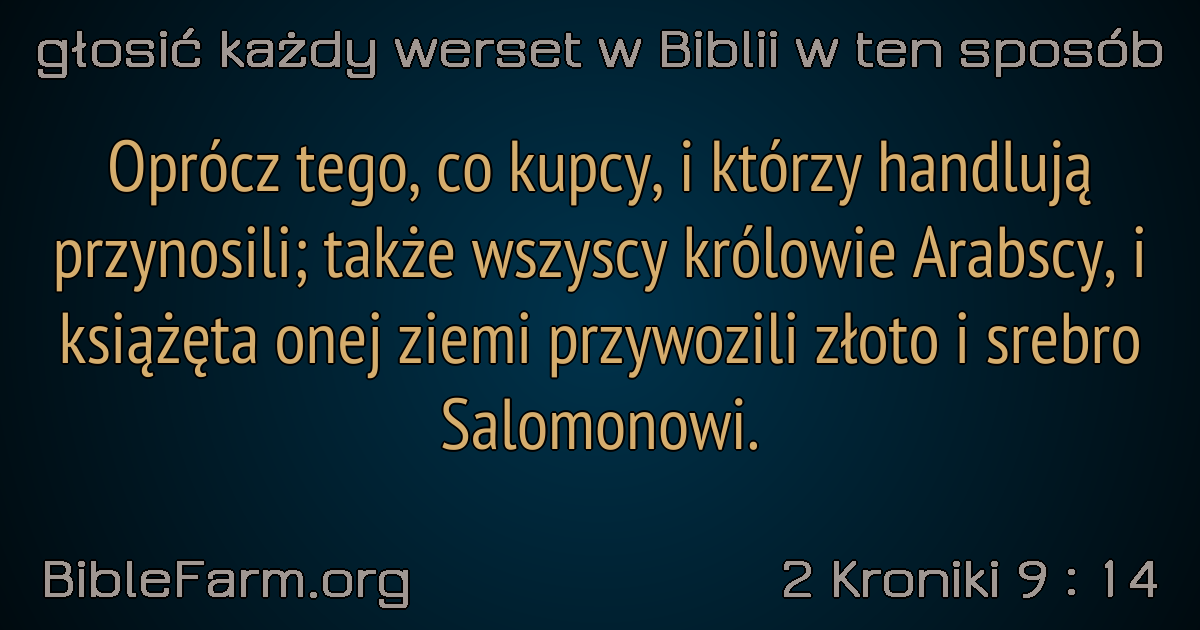 głosić każdy werset w Biblii w ten sposób
Oprócz tego, co kupcy, i którzy handlują
przynosili; także wszyscy królowie Arabscy, i
książęta onej ziemi przywozili złoto i srebro
Salomonowi.
BibleFarm.org
2 Kroniki 9 : 14